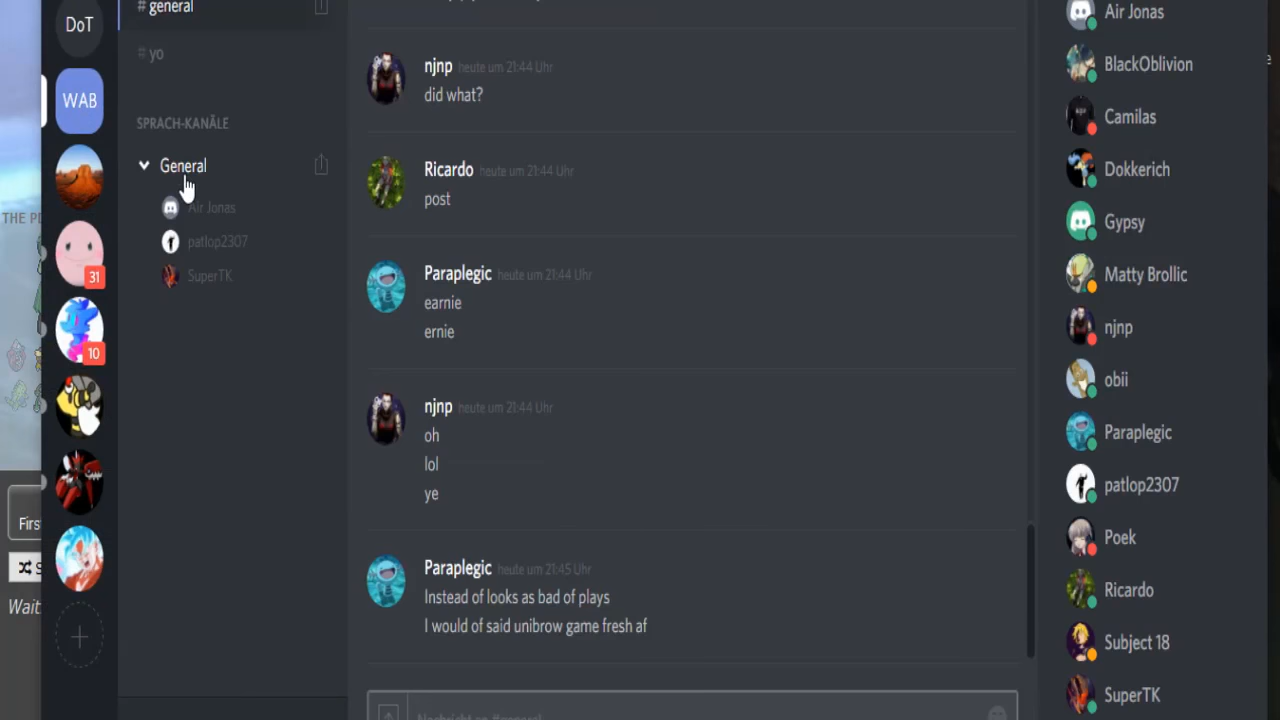 DoT
WAB
THE P
31
10
First
S
Wait
# general
# yo
SPRACH-KANÄLE
General
Air Jonas
patlop2307
SuperTK
njnp heute um 21:44 Uhr
did what?
Ricardo heute um 21:44 Uhr
post
Paraplegic heute um 21:44 Uhr
earnie
ernie
njnp heute um 21:44 Uhr
oh
lol
ye
Paraplegic heute um 21:45 Uhr
Instead of looks as bad of plays
I would of said unibrow game fresh af
Air Jonas
BlackOblivion
Camilas
Dokkerich
Gypsy
Matty Brollic
njnp
obii
Paraplegic
patlop2307
Poek
Ricardo
Subject 18
SuperTK